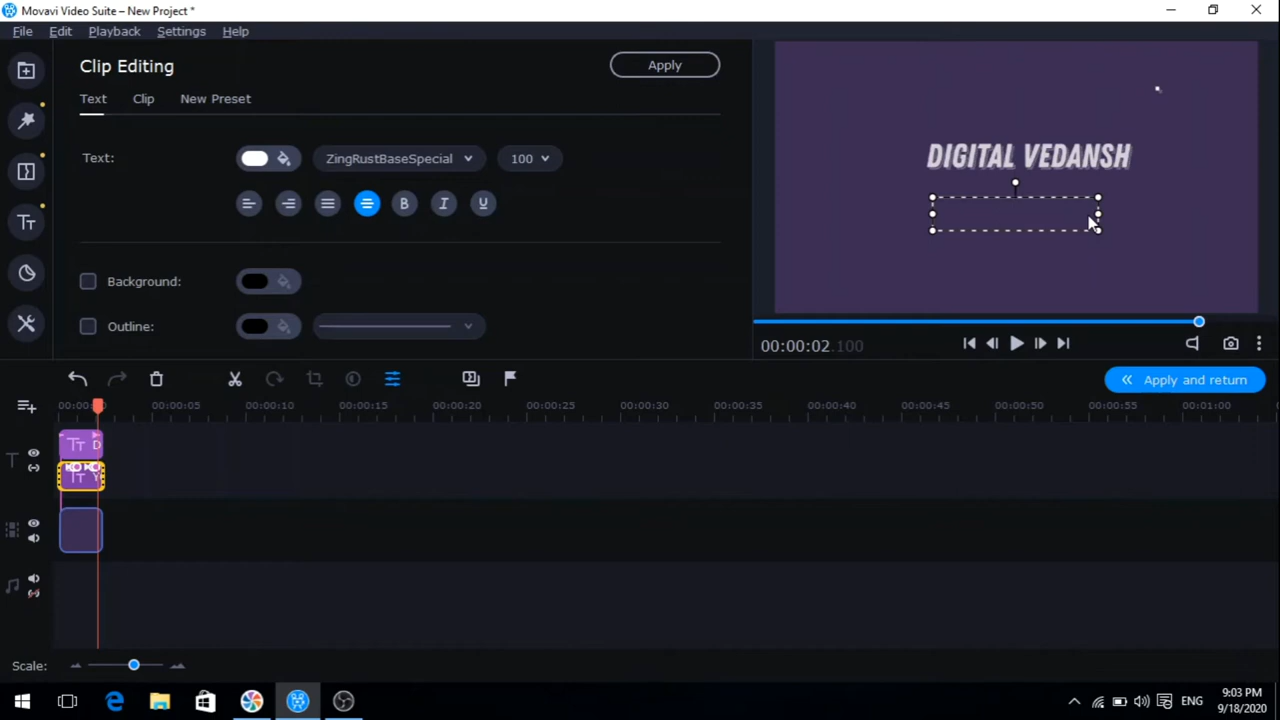 Movavi Video Suite – New Project *
File Edit Playback Settings Help
Clip Editing
Apply
Text Clip New Preset
Text:
ZingRustBaseSpecial
100
B I U
Background:
Outline:
DIGITAL VEDANSH
00:00:02.100
Apply and return
00:00:00 00:00:05 00:00:10 00:00:15 00:00:20 00:00:25 00:00:30 00:00:35 00:00:40 00:00:45 00:00:50 00:00:55 00:01:00
D
Scale:
ENG
9:03 PM
9/18/2020